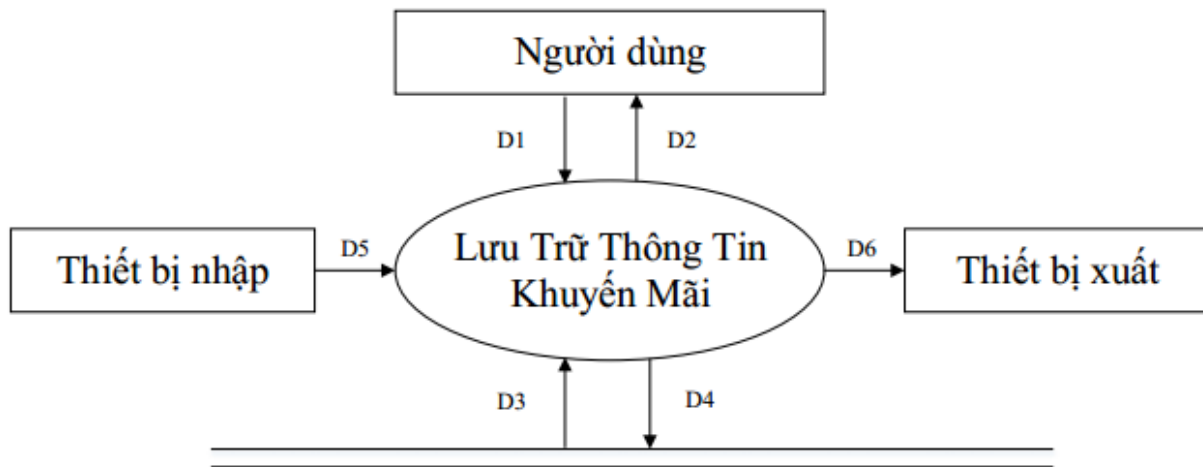 Người dùng
D1
D2
Thiết bị nhập
D5
Lưu Trữ Thông Tin
Khuyến Mãi
D6
Thiết bị xuất
D3
D4